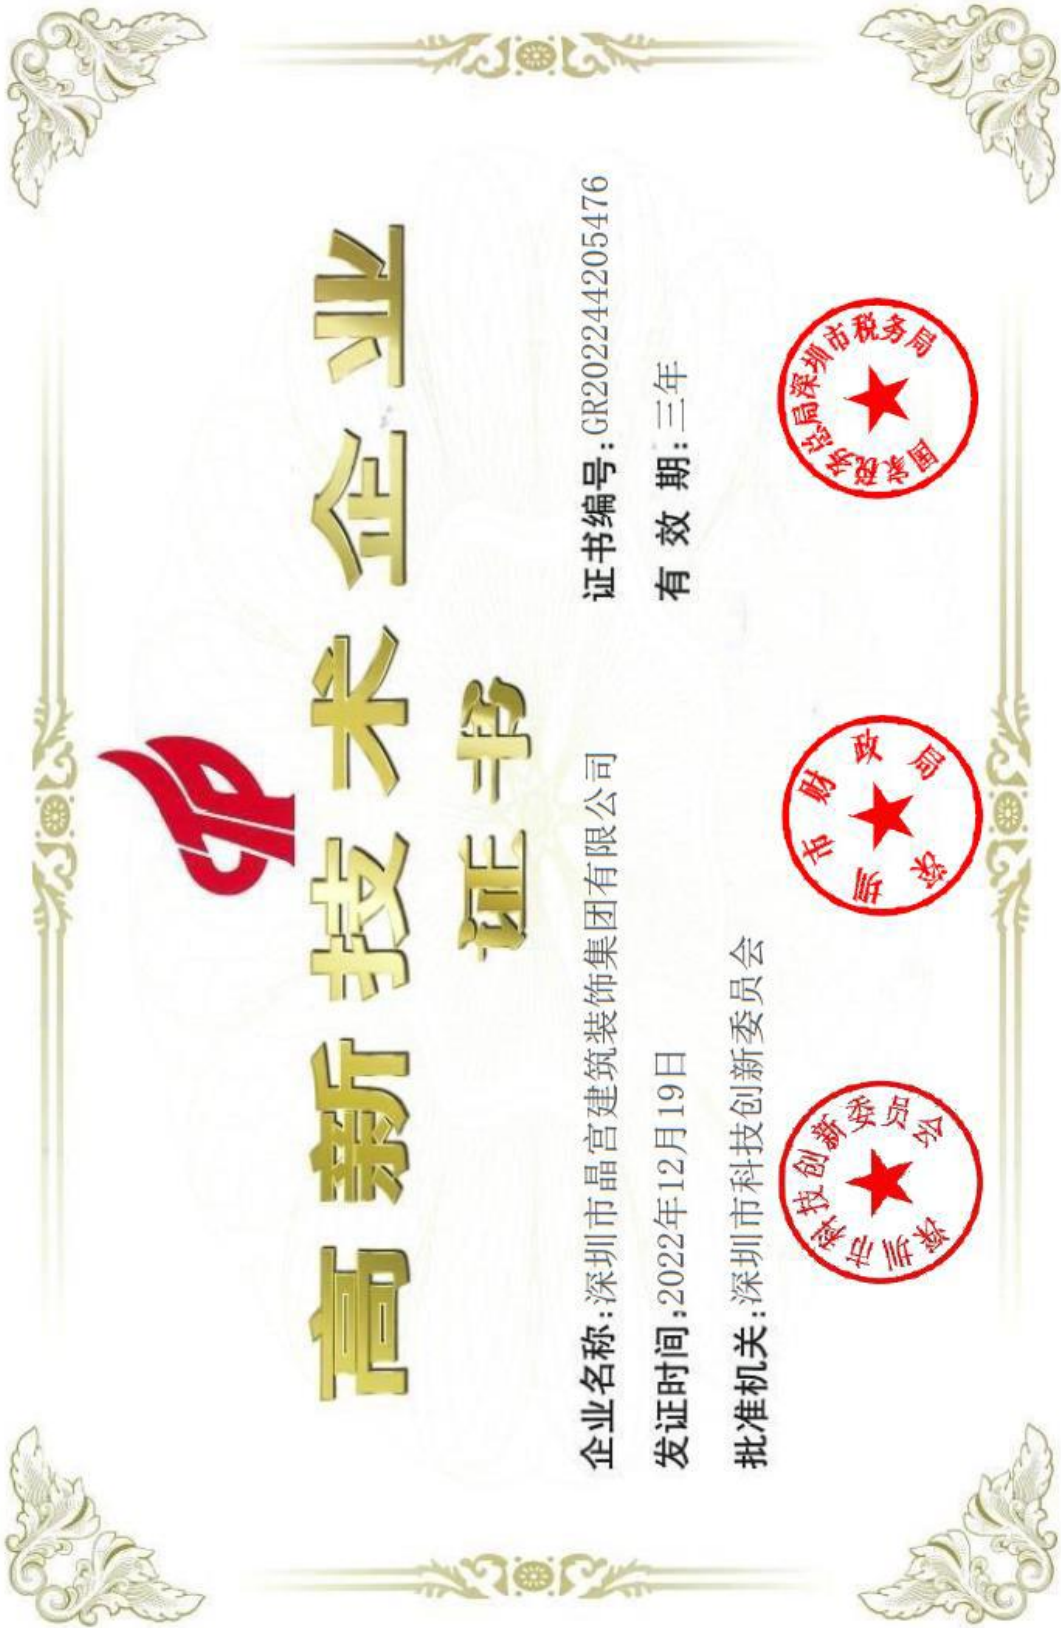 高新技术企业
证书
企业名称:深圳市晶宫建筑装饰集团有限公司
证书编号:GR202244205476
发证时间:2022年12月19日
有效期:三年
批准机关:深圳市科技创新委员会
深圳市科技创新委员会
深圳市财政局
国家税务总局深圳市税务局